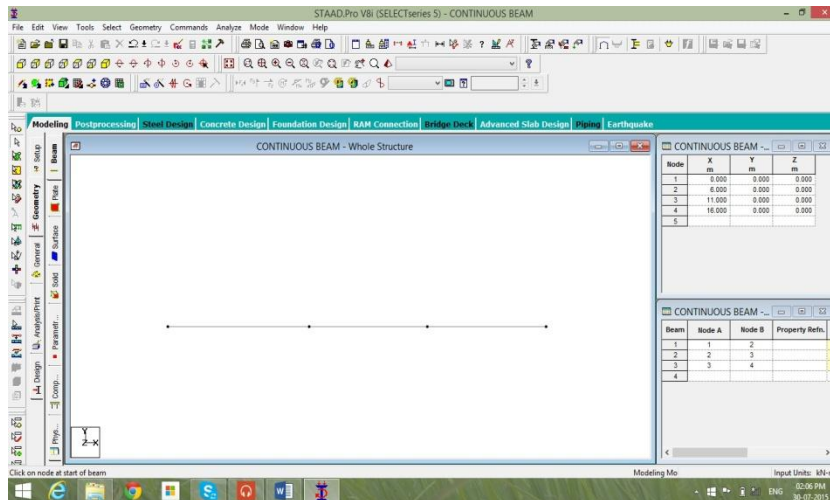 STAAD.Pro V8i (SELECTseries 5) - CONTINUOUS BEAM
File Edit View Tools Select Geometry Commands Analyze Mode Window Help
Modeling Postprocessing Steel Design Concrete Design Foundation Design RAM Connection Bridge Deck Advanced Slab Design Piping Earthquake
Setup
Geometry
General
Analysis/Print
Design
Beam
Plate
Surface
Solid
Parametr...
Comp...
Phys...
CONTINUOUS BEAM - Whole Structure
Y
Z X
CONTINUOUS BEAM -...
Node X Y Z
m m m
1 0.000 0.000 0.000
2 6.000 0.000 0.000
3 11.000 0.000 0.000
4 16.000 0.000 0.000
5
CONTINUOUS BEAM -...
Beam Node A Node B Property Refn.
1 1 2
2 2 3
3 3 4
4
Click on node at start of beam
Modeling Mo
Input Units: kN-
ENG
02:06 PM
30-07-2015